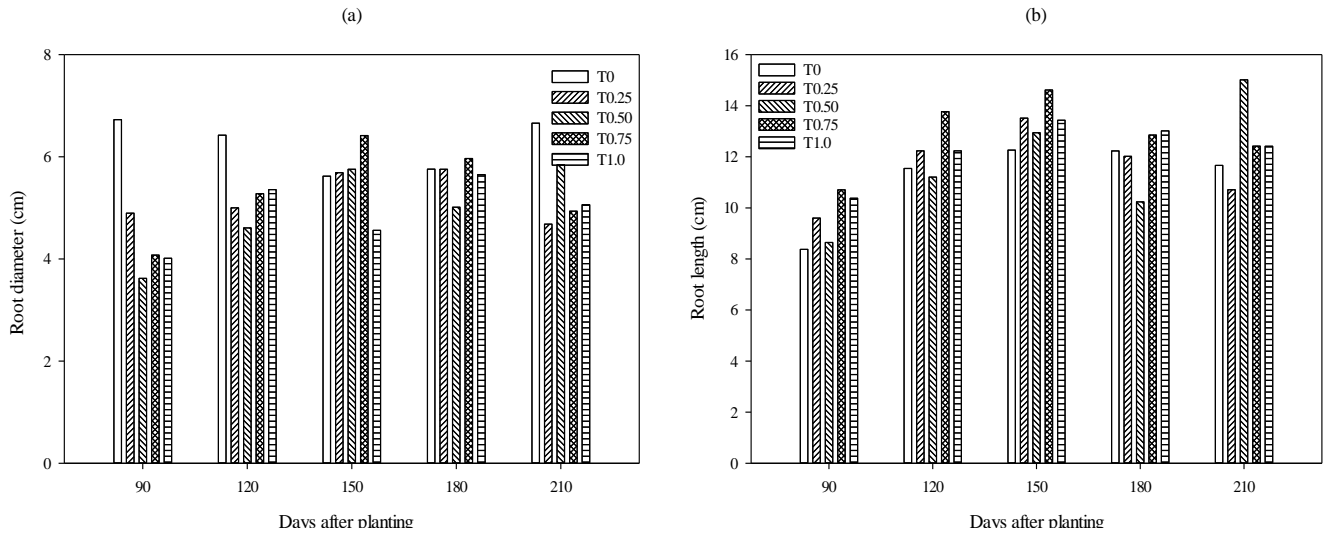 (a)
Root diameter (cm)
8
6
4
2
0
T0
T0.25
T0.50
T0.75
T1.0
90 120 150 180 210
Days after planting
(b)
Root length (cm)
16
14
12
10
8
6
4
2
0
T0
T0.25
T0.50
T0.75
T1.0
90 120 150 180 210
Days after planting